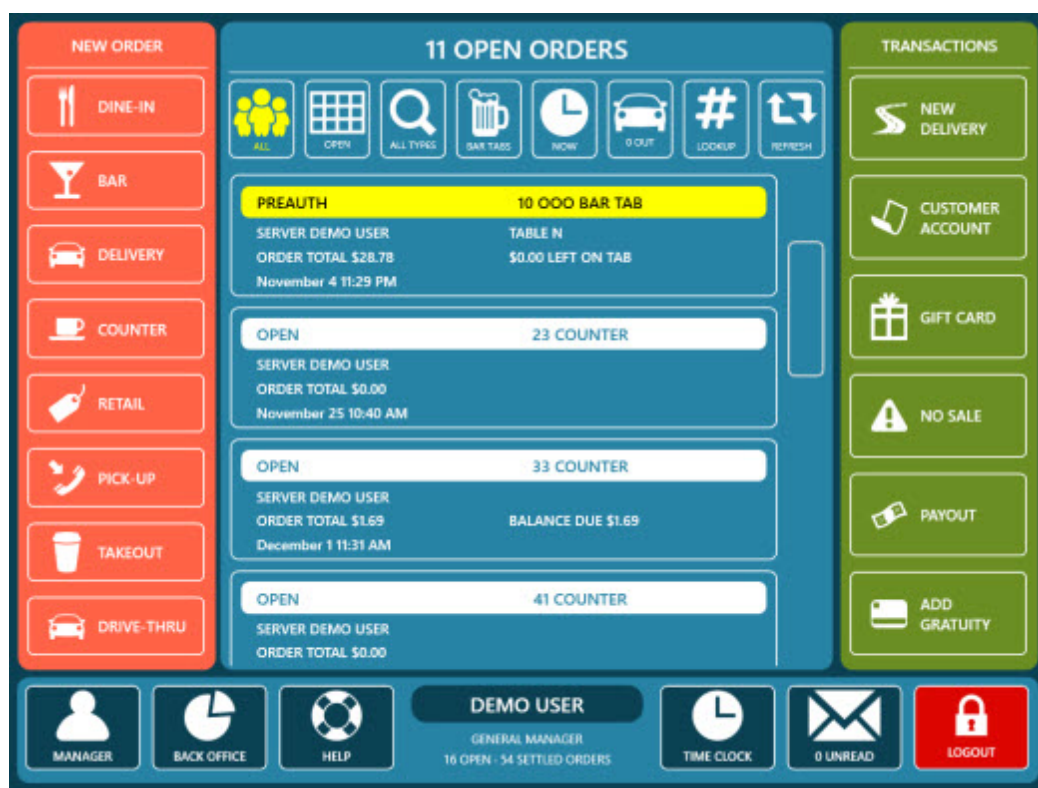 NEW ORDER
DINE-IN
BAR
DELIVERY
COUNTER
RETAIL
PICK-UP
TAKEOUT
DRIVE-THRU
11 OPEN ORDERS
ALL
OPEN
ALL TYPES
BAR TABS
NOW
0 OUT
LOOKUP
REFRESH
PREAUTH 10 OOO BAR TAB
SERVER DEMO USER TABLE N
ORDER TOTAL $28.78 $0.00 LEFT ON TAB
November 4 11:29 PM
OPEN 23 COUNTER
SERVER DEMO USER
ORDER TOTAL $0.00
November 25 10:40 AM
OPEN 33 COUNTER
SERVER DEMO USER
ORDER TOTAL $1.69 BALANCE DUE $1.69
December 1 11:31 AM
OPEN 41 COUNTER
SERVER DEMO USER
ORDER TOTAL $0.00
TRANSACTIONS
NEW
DELIVERY
CUSTOMER
ACCOUNT
GIFT CARD
NO SALE
PAYOUT
ADD
GRATUITY
MANAGER
BACK OFFICE
HELP
DEMO USER
GENERAL MANAGER
16 OPEN - 54 SETTLED ORDERS
TIME CLOCK
0 UNREAD
LOGOUT